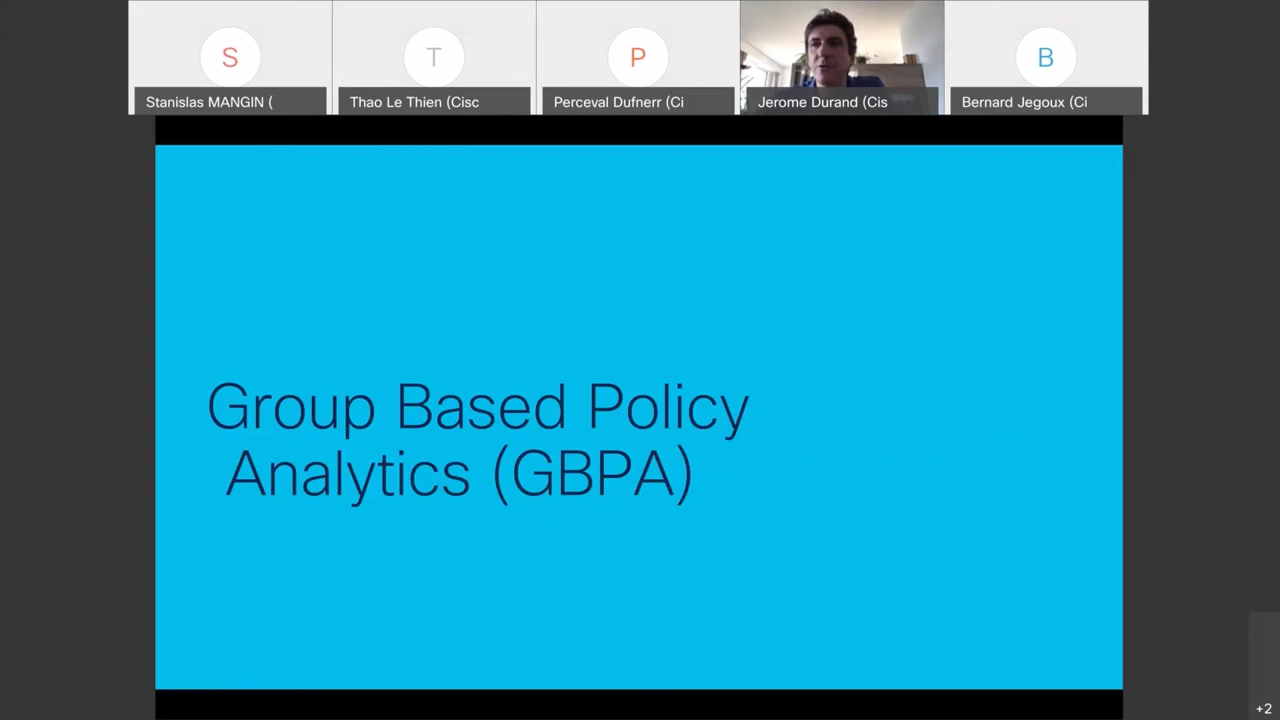 S
T
P
B
Stanislas MANGIN (
Thao Le Thien (Cisc
Perceval Dufnerr (Ci
Jerome Durand (Cis
Bernard Jegoux (Ci
Group Based Policy
Analytics (GBPA)
+2